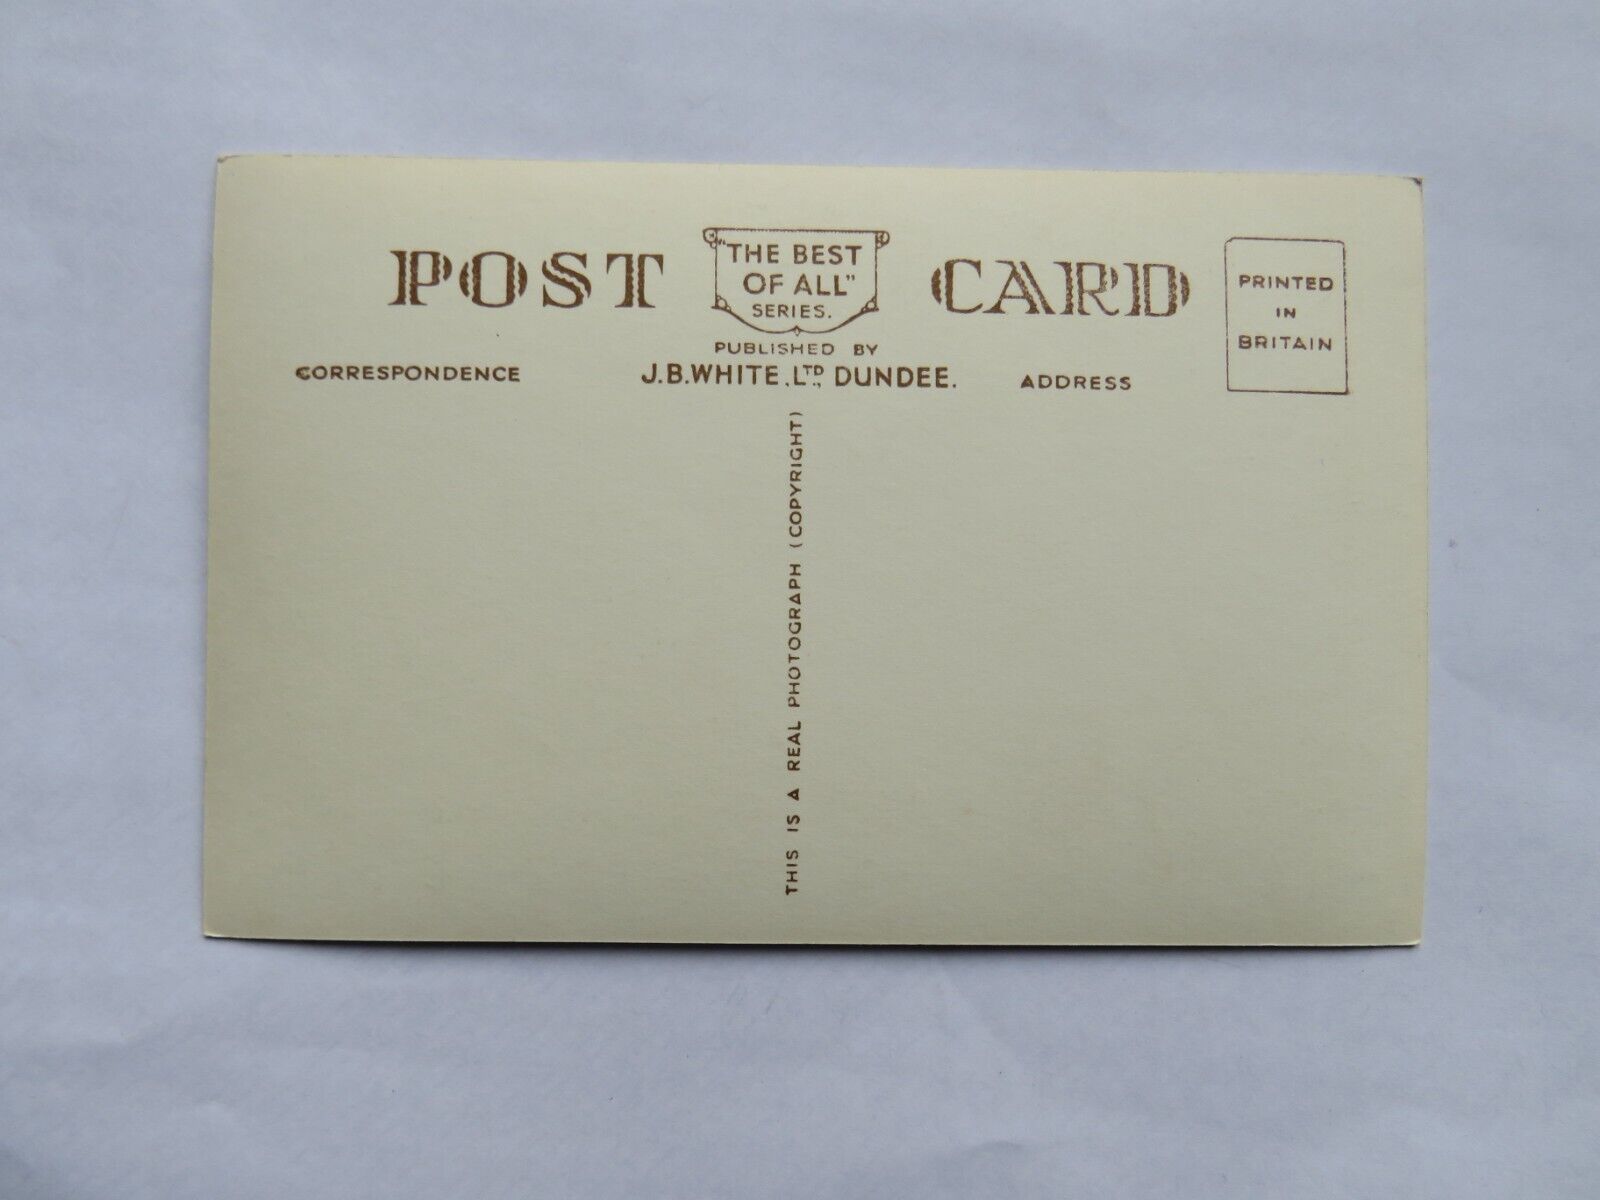 POST CARD
"THE BEST
OF ALL"
SERIES.
PUBLISHED BY
J.B.WHITE.LTD. DUNDEE.
CORRESPONDENCE
ADDRESS
PRINTED
IN
BRITAIN
THIS IS A REAL PHOTOGRAPH (COPYRIGHT)